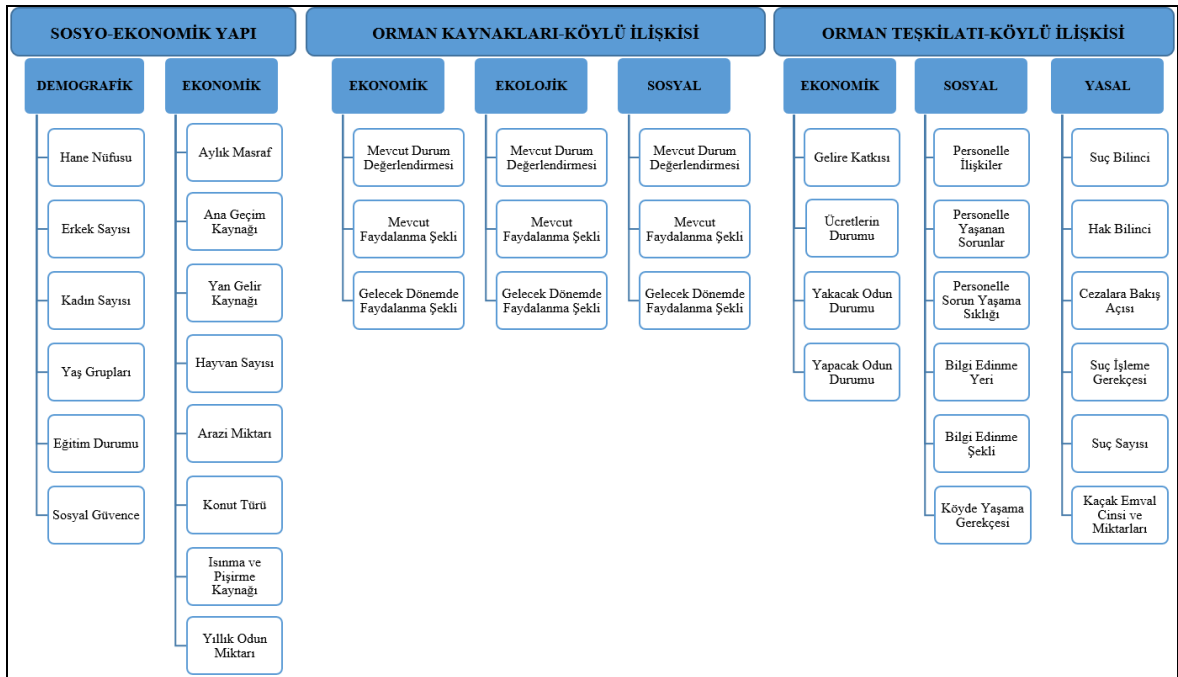 SOSYO-EKONOMİK YAPI
DEMOGRAFİK
Hane Nüfusu
Erkek Sayısı
Kadın Sayısı
Yaş Grupları
Eğitim Durumu
Sosyal Güvence
EKONOMİK
Aylık Masraf
Ana Geçim
Kaynağı
Yan Gelir
Kaynağı
Hayvan Sayısı
Arazi Miktarı
Konut Türü
Isınma ve
Pişirme
Kaynağı
Yıllık Odun
Miktarı
ORMAN KAYNAKLARI-KÖYLÜ İLİŞKİSİ
EKONOMİK
Mevcut Durum
Değerlendirmesi
Mevcut
Faydalanma Şekli
Gelecek Dönemde
Faydalanma Şekli
EKOLOJİK
Mevcut Durum
Değerlendirmesi
Mevcut
Faydalanma Şekli
Gelecek Dönemde
Faydalanma Şekli
SOSYAL
Mevcut Durum
Değerlendirmesi
Mevcut
Faydalanma Şekli
Gelecek Dönemde
Faydalanma Şekli
ORMAN TEŞKİLATI-KÖYLÜ İLİŞKİSİ
EKONOMİK
Gelire Katkısı
Ücretlerin
Durumu
Yakacak Odun
Durumu
Yapacak Odun
Durumu
SOSYAL
Personelle
İlişkiler
Personelle
Yaşanan
Sorunlar
Personelle
Sorun Yaşama
Sıklığı
Bilgi Edinme
Yeri
Bilgi Edinme
Şekli
Köyde Yaşama
Gerekçesi
YASAL
Suç Bilinci
Hak Bilinci
Cezalara Bakış
Açısı
Suç İşleme
Gerekçesi
Suç Sayısı
Kaçak Emval
Cinsi ve
Miktarları